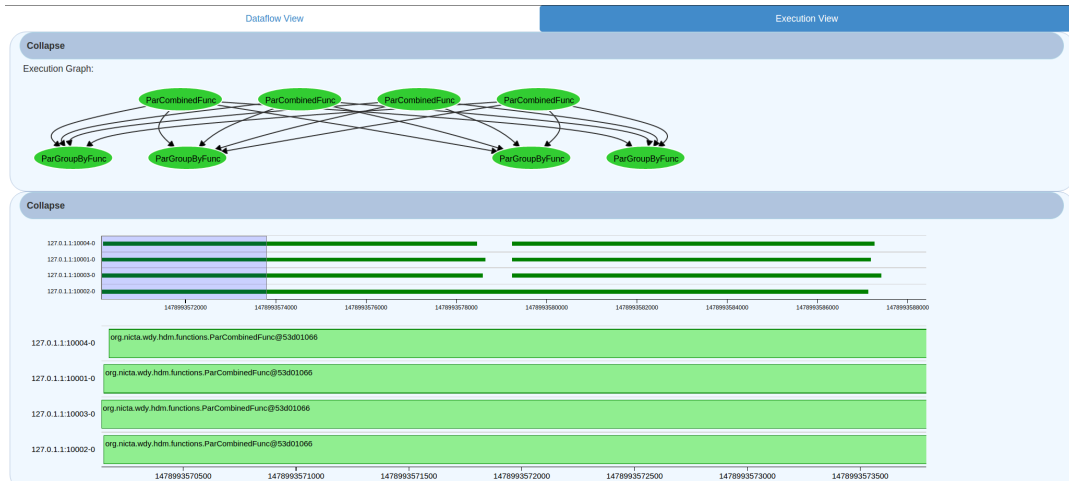 Dataflow View Execution View
Collapse
Execution Graph:
ParCombinedFunc ParCombinedFunc ParCombinedFunc ParCombinedFunc
ParGroupByFunc ParGroupByFunc ParGroupByFunc ParGroupByFunc
Collapse
127.0.1.1:10004-0
127.0.1.1:10001-0
127.0.1.1:10003-0
127.0.1.1:10002-0
1478993572000 1478993574000 1478993576000 1478993578000 1478993580000 1478993582000 1478993584000 1478993586000 1478993588000
127.0.1.1:10004-0 org.nicta.wdy.hdm.functions.ParCombinedFunc@53d01066
127.0.1.1:10001-0 org.nicta.wdy.hdm.functions.ParCombinedFunc@53d01066
127.0.1.1:10003-0 org.nicta.wdy.hdm.functions.ParCombinedFunc@53d01066
127.0.1.1:10002-0 org.nicta.wdy.hdm.functions.ParCombinedFunc@53d01066
1478993570500 1478993571000 1478993571500 1478993572000 1478993572500 1478993573000 1478993573500